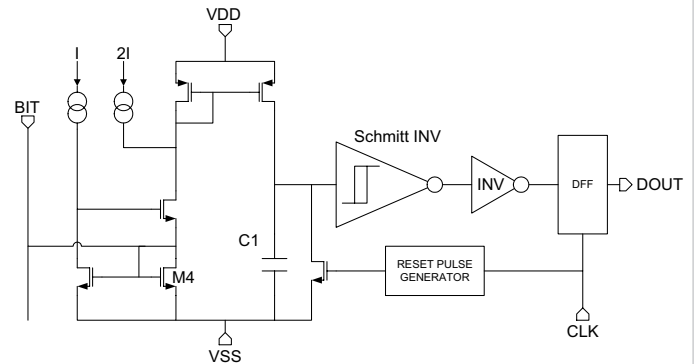 VDD
I
2I
BIT
Schmitt INV
INV
DFF
DOUT
C1
M4
RESET PULSE
GENERATOR
CLK
VSS